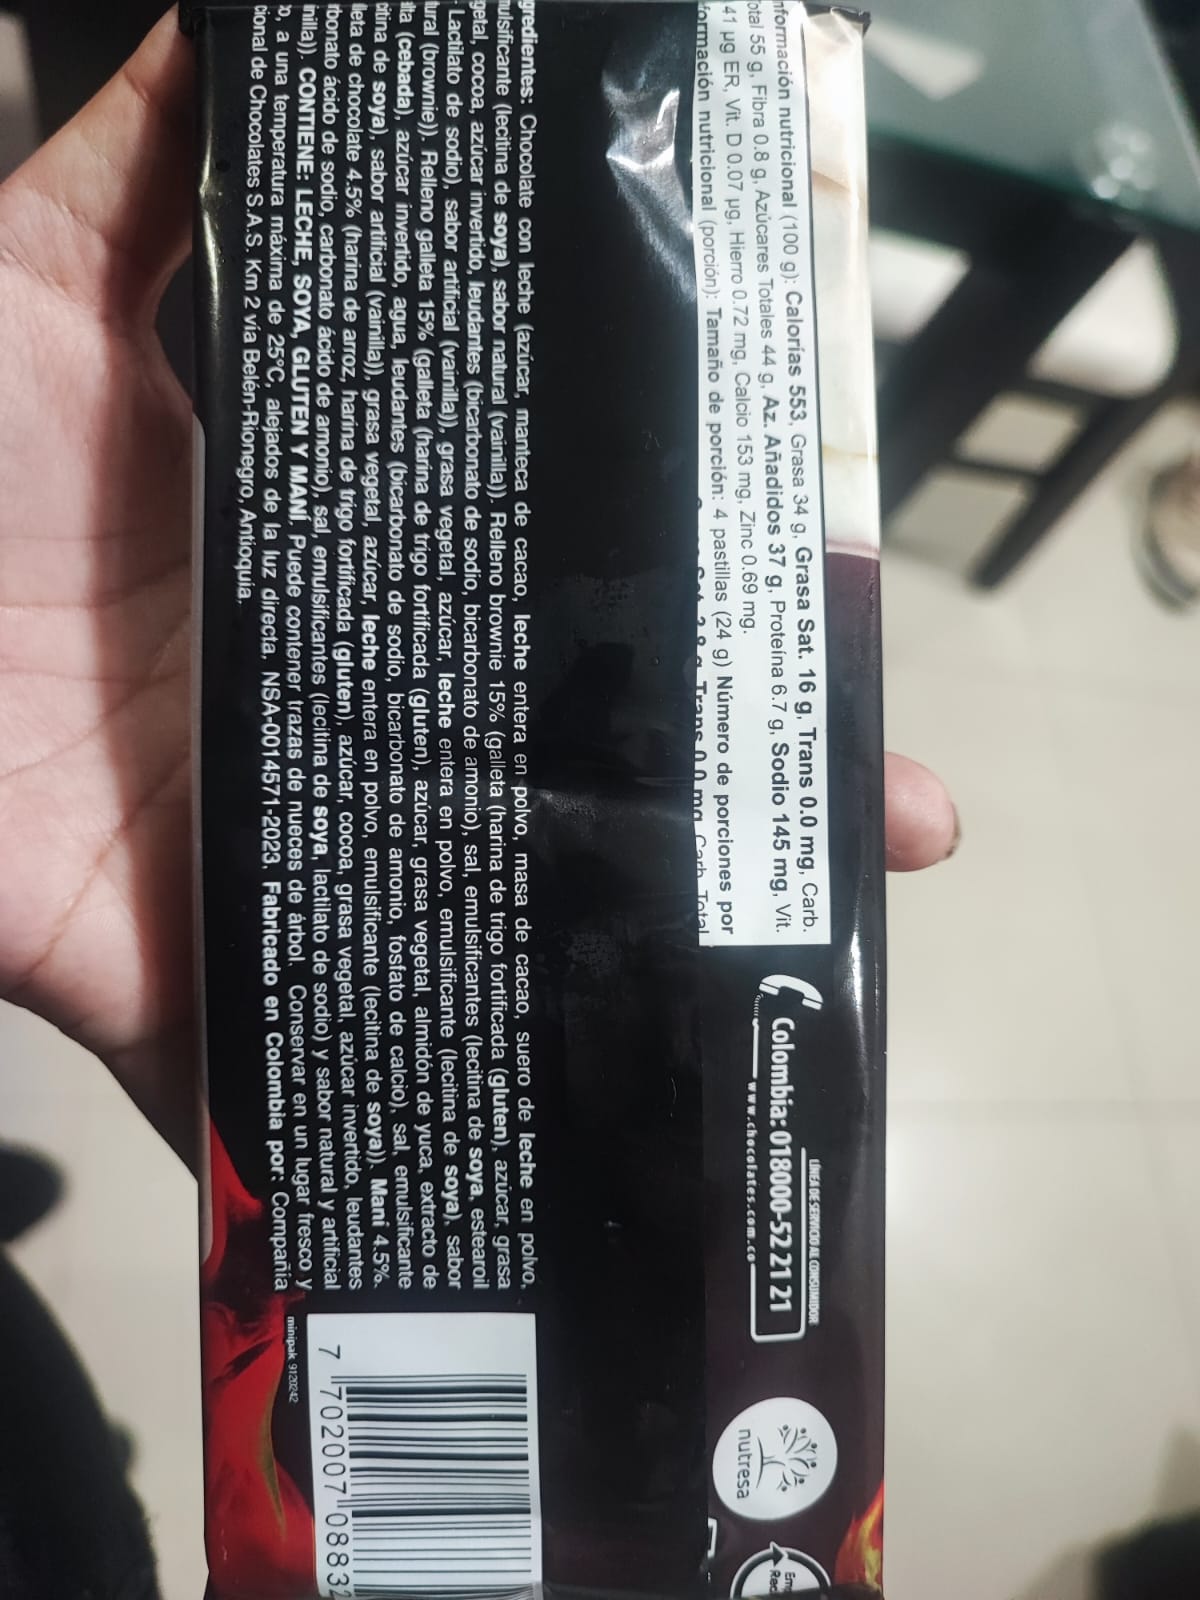 nformación nutricional (100 g): Calorías 553, Grasa 34 g, Grasa Sat. 16 g, Trans 0.0 mg, Carb.
otal 55 g, Fibra 0.8 g, Azúcares Totales 44 g, Az. Añadidos 37 g, Proteína 6.7 g, Sodio 145 mg, Vit.
41 µg ER, Vit. D 0.07 µg, Hierro 0.72 mg, Calcio 153 mg, Zinc 0.69 mg.
formación nutricional (porción): Tamaño de porción: 4 pastillas (24 g) Número de porciones por
Trans 0.0 mg, Carb. Total
LÍNEA DE SERVICIO AL CONSUMIDOR
Colombia: 018000-52 21 21
www.chocolates.com.co
nutresa
gredientes: Chocolate con leche (azúcar, manteca de cacao, leche entera en polvo, masa de cacao, suero de leche en polvo,
ulsificante (lecitina de soya), sabor natural (vainilla)), Relleno brownie 15% (galleta (harina de trigo fortificada (gluten), azúcar, grasa
getal, cocoa, azúcar invertido, leudantes (bicarbonato de sodio, bicarbonato de amonio), sal, emulsificantes (lecitina de soya, estearoil
Lactilato de sodio), sabor artificial (vainilla)), grasa vegetal, azúcar, leche entera en polvo, emulsificante (lecitina de soya), sabor
ural (brownie)), Relleno galleta 15% (galleta (harina de trigo fortificada (gluten), azúcar, grasa vegetal, almidón de yuca, extracto de
lta (cebada), azúcar invertido, agua, leudantes (bicarbonato de sodio, bicarbonato de amonio, fosfato de calcio), sal, emulsificante
itina de soya), sabor artificial (vainilla)), grasa vegetal, azúcar, leche entera en polvo, emulsificante (lecitina de soya)), Maní 4.5%,
lleta de chocolate 4.5% (harina de arroz, harina de trigo fortificada (gluten), azúcar, cocoa, grasa vegetal, azúcar invertido, leudantes
rbonato ácido de sodio, carbonato ácido de amonio), sal, emulsificantes (lecitina de soya, lactilato de sodio) y sabor natural y artificial
inilla)). CONTIENE: LECHE, SOYA, GLUTEN Y MANÍ. Puede contener trazas de nueces de árbol. Conservar en un lugar fresco y
o, a una temperatura máxima de 25°C, alejados de la luz directa. NSA-0014571-2023. Fabricado en Colombia por: Compañía
cional de Chocolates S.A.S. Km 2 vía Belén-Rionegro, Antioquia.
minipak 9120242
7 702007 0883